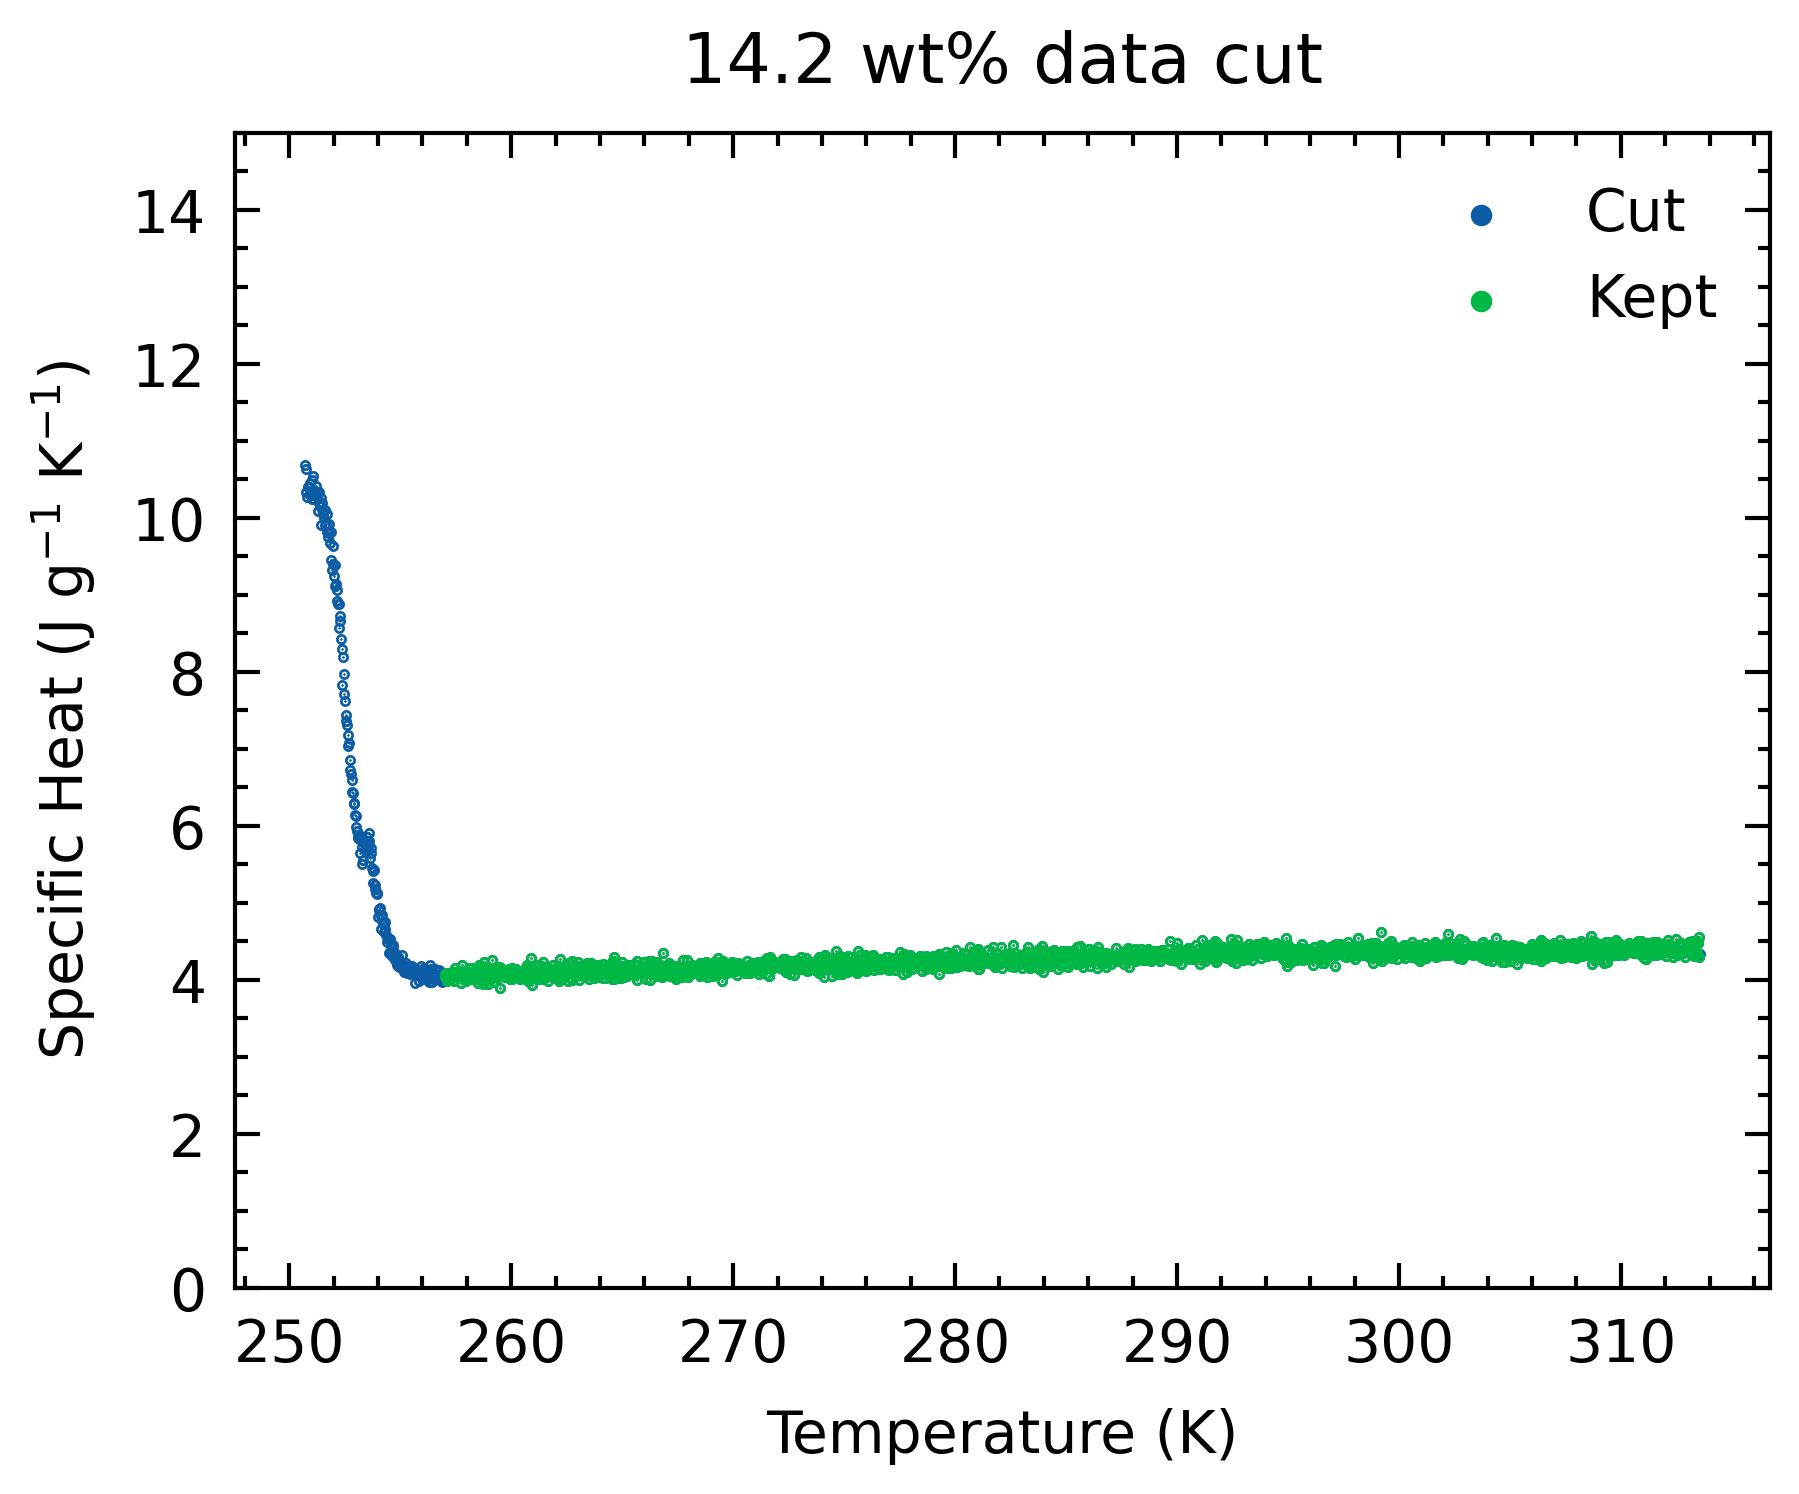 14.2 wt% data cut
Cut
Kept
14
12
10
8
6
4
2
0
Specific Heat (J g⁻¹ K⁻¹)
250 260 270 280 290 300 310
Temperature (K)